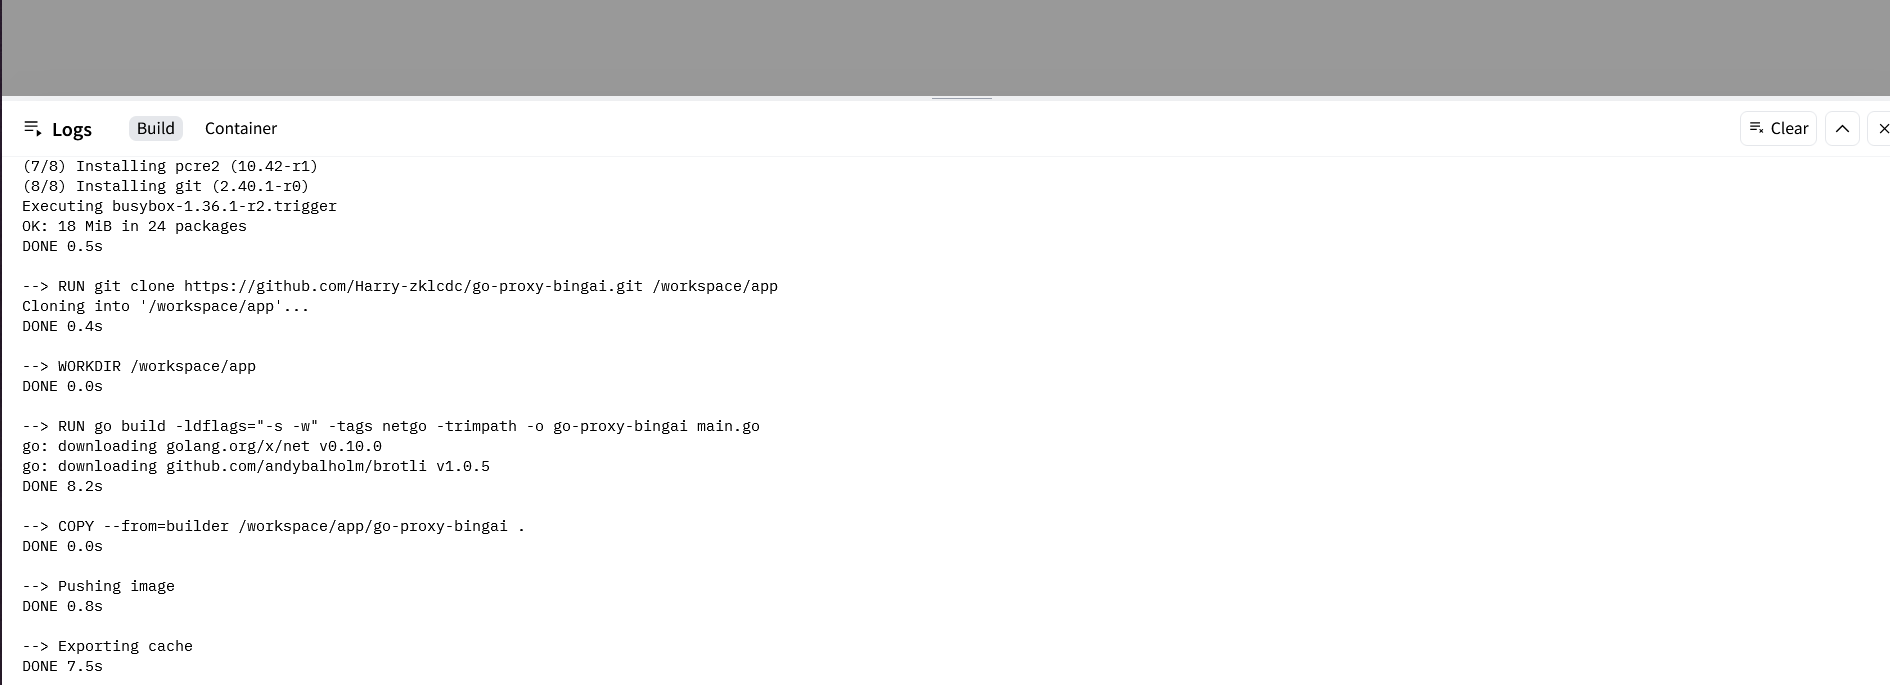 Logs Build Container Clear
(7/8) Installing pcre2 (10.42-r1)
(8/8) Installing git (2.40.1-r0)
Executing busybox-1.36.1-r2.trigger
OK: 18 MiB in 24 packages
DONE 0.5s
--> RUN git clone https://github.com/Harry-zklcdc/go-proxy-bingai.git /workspace/app
Cloning into '/workspace/app'...
DONE 0.4s
--> WORKDIR /workspace/app
DONE 0.0s
--> RUN go build -ldflags="-s -w" -tags netgo -trimpath -o go-proxy-bingai main.go
go: downloading golang.org/x/net v0.10.0
go: downloading github.com/andybalholm/brotli v1.0.5
DONE 8.2s
--> COPY --from=builder /workspace/app/go-proxy-bingai .
DONE 0.0s
--> Pushing image
DONE 0.8s
--> Exporting cache
DONE 7.5s